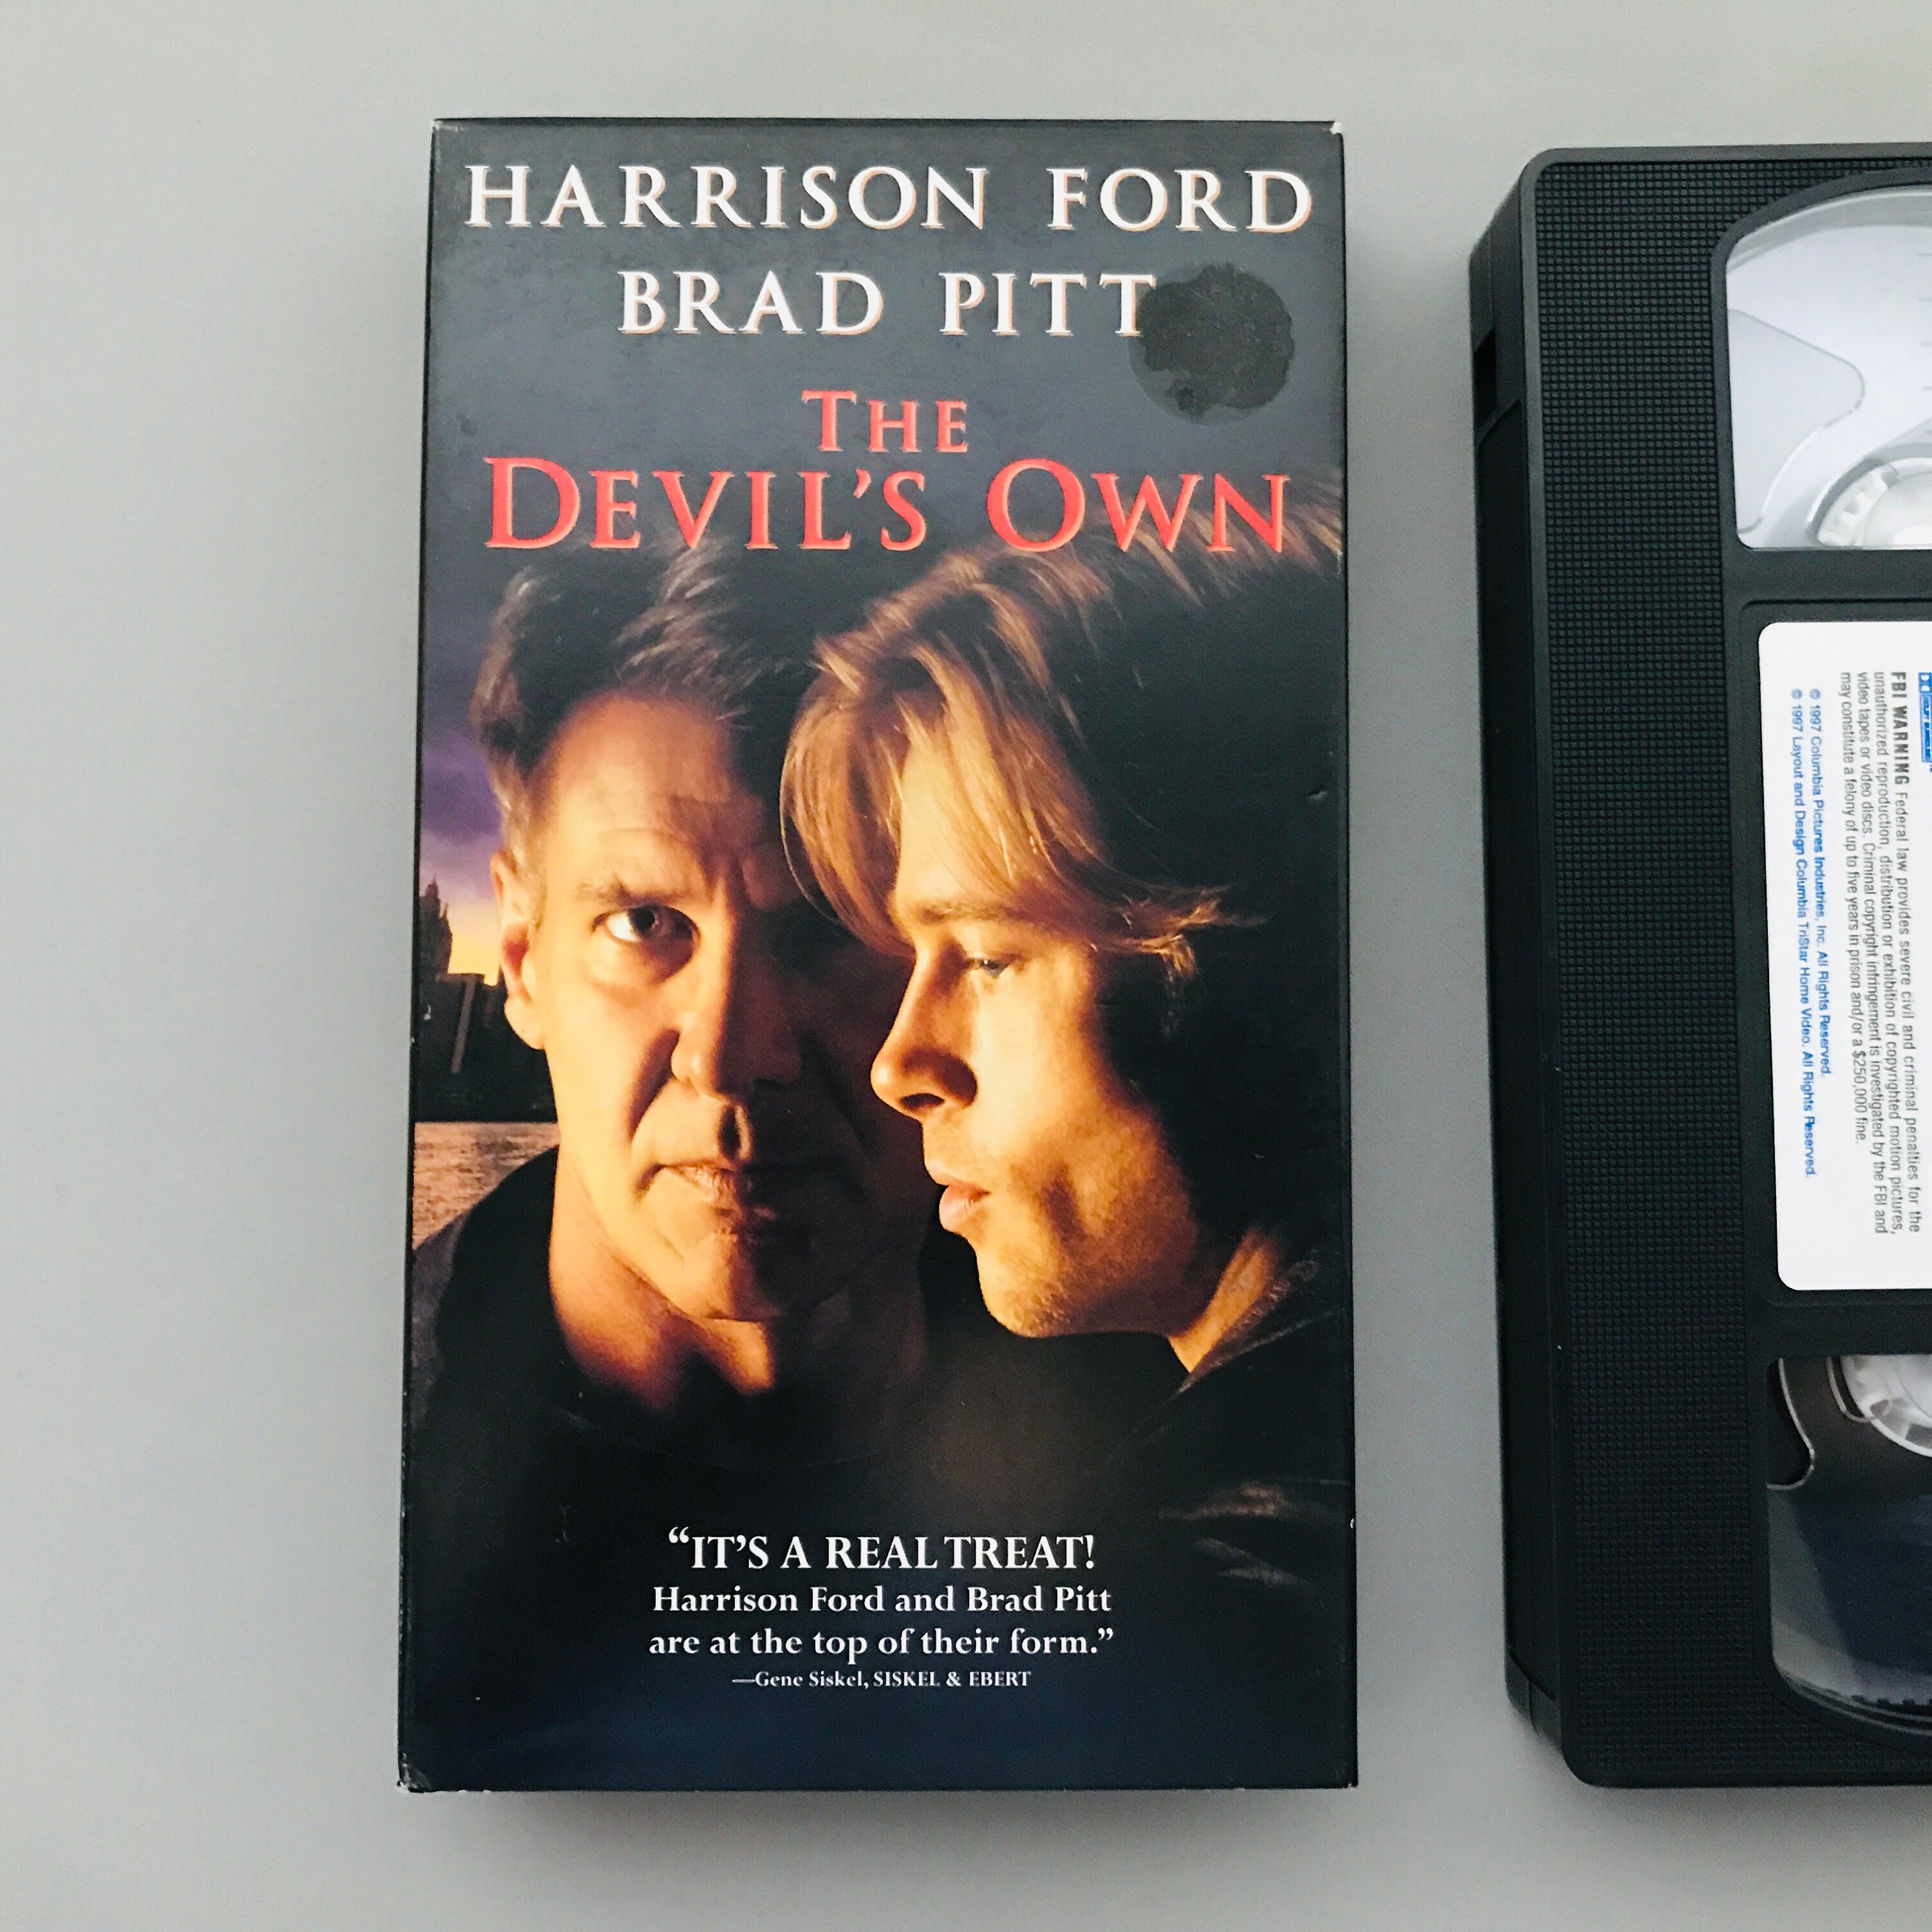 HARRISON FORD
BRAD PITT
THE
DEVIL'S OWN
“IT'S A REAL TREAT!
Harrison Ford and Brad Pitt
are at the top of their form.”
—Gene Siskel, SISKEL & EBERT
FBI WARNING Federal law provides severe civil and criminal penalties for the
unauthorized reproduction, distribution or exhibition of copyrighted motion pictures,
video tapes or video discs. Criminal copyright infringement is investigated by the FBI and
may constitute a felony of up to five years in prison and/or a $250,000 fine.
© 1997 Columbia Pictures Industries, Inc. All Rights Reserved.
© 1997 Layout and Design Columbia TriStar Home Video. All Rights Reserved.